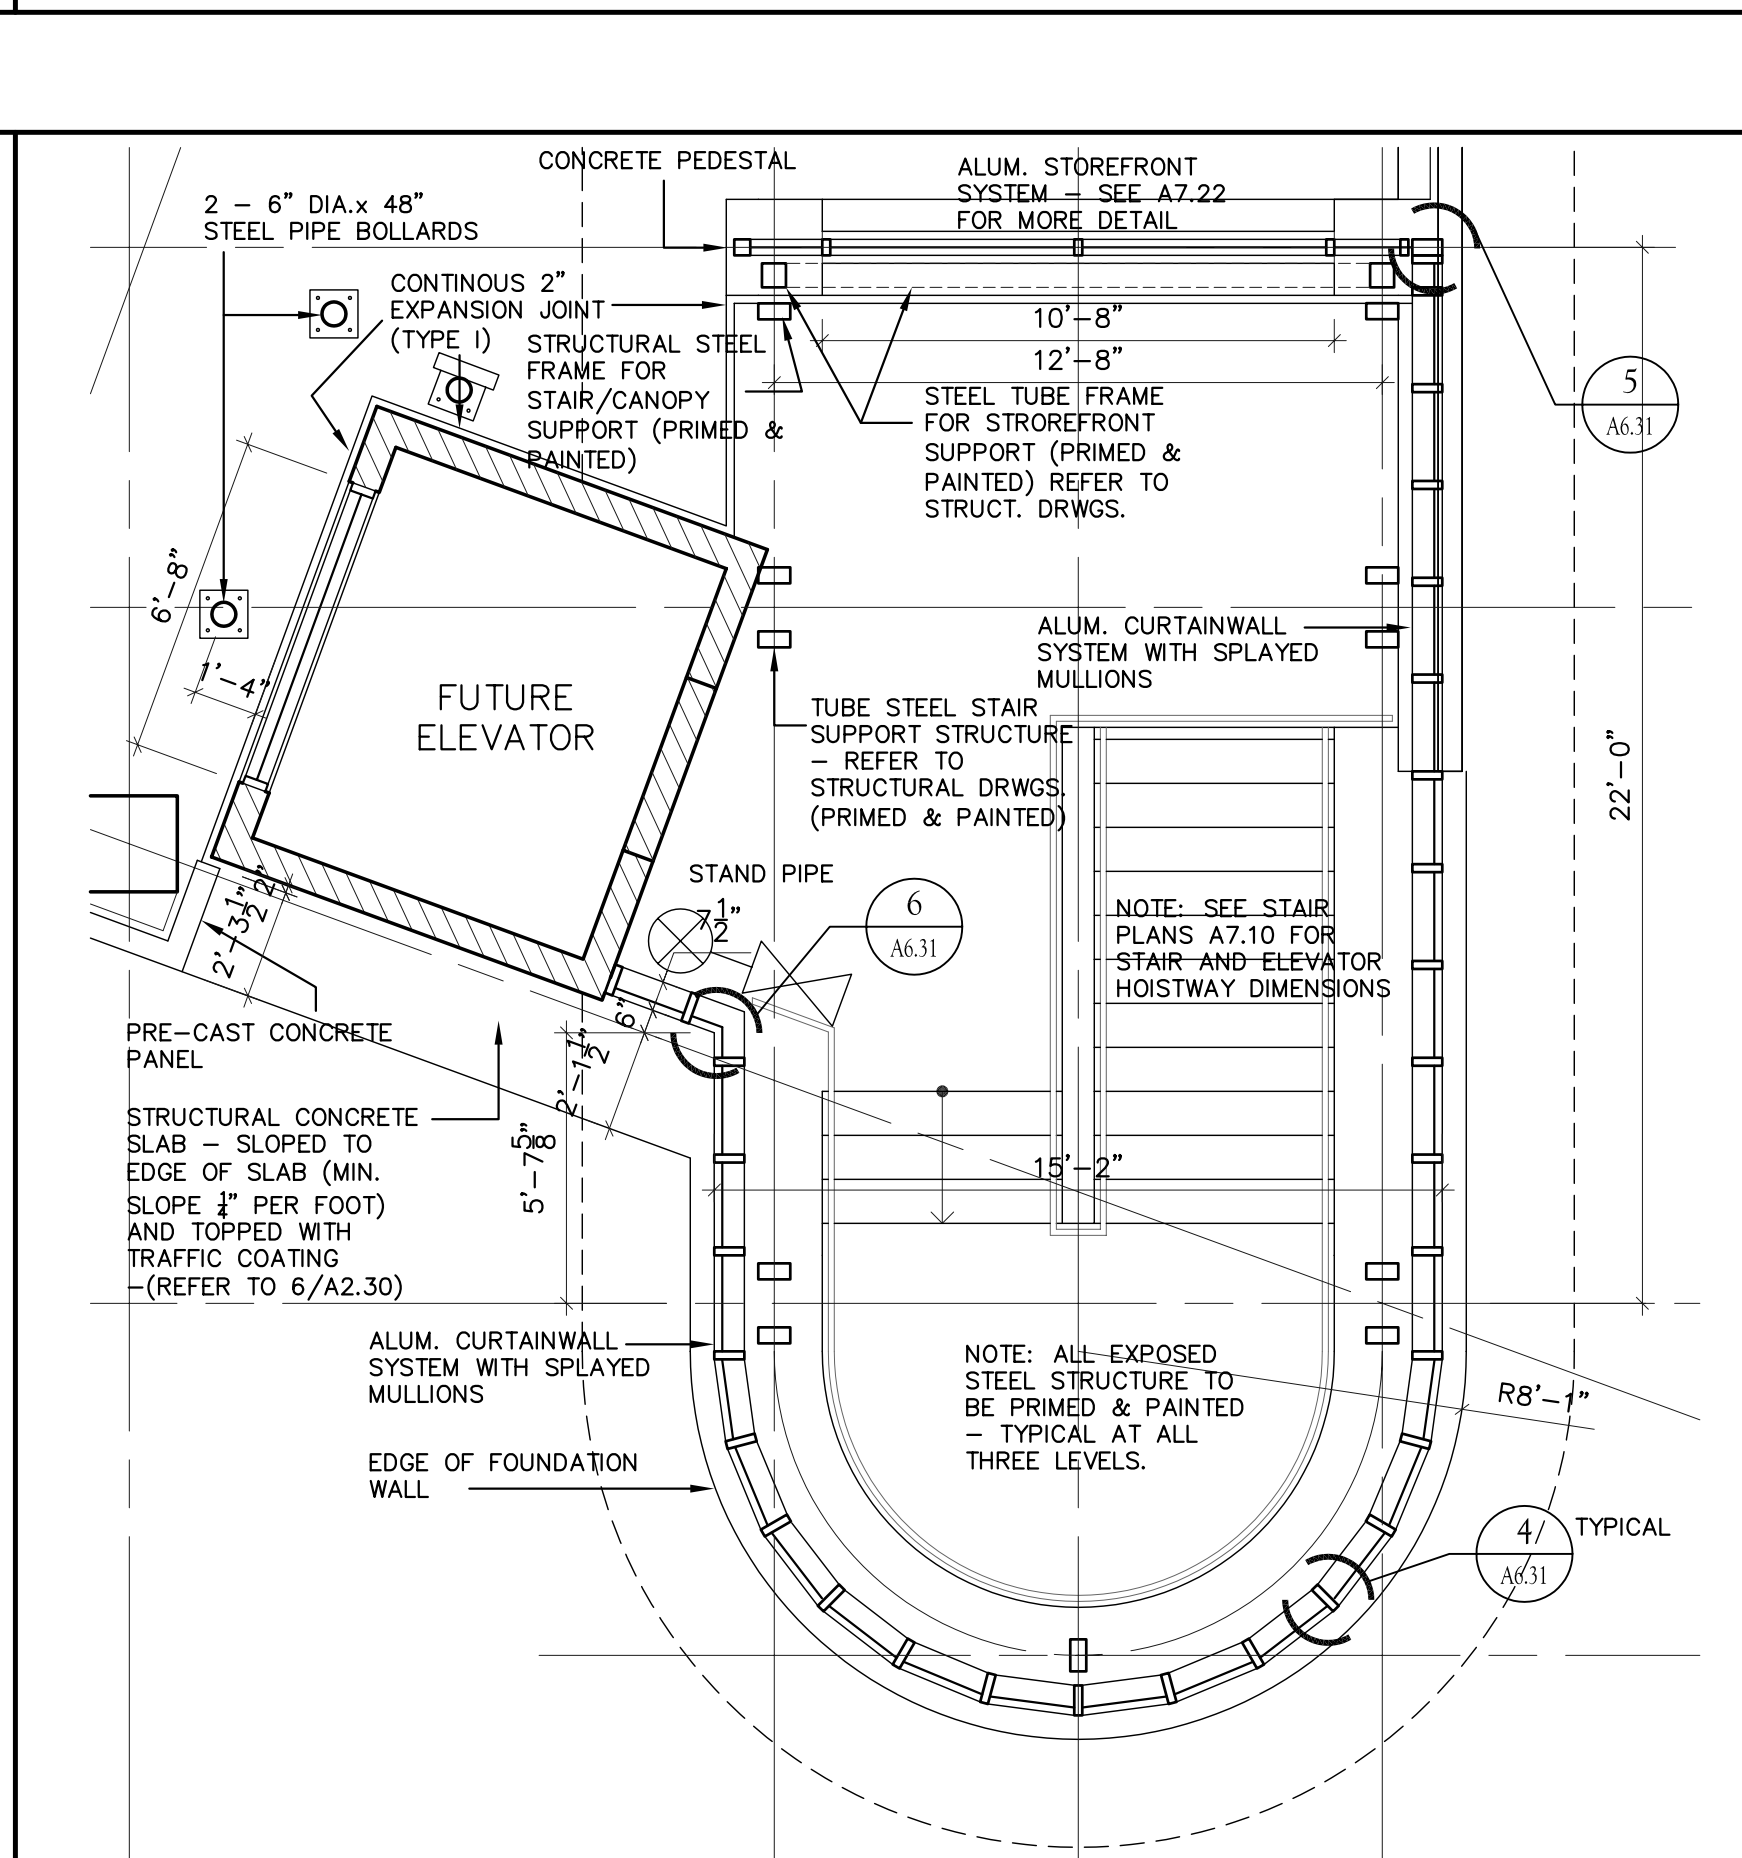 CONCRETE PEDESTAL
ALUM. STOREFRONT
SYSTEM – SEE A7.22
FOR MORE DETAIL
2 – 6" DIA.x 48"
STEEL PIPE BOLLARDS
CONTINOUS 2"
EXPANSION JOINT
(TYPE I)
STRUCTURAL STEEL
FRAME FOR
STAIR/CANOPY
SUPPORT (PRIMED &
PAINTED)
10'–8"
12'–8"
STEEL TUBE FRAME
FOR STROREFRONT
SUPPORT (PRIMED &
PAINTED) REFER TO
STRUCT. DRWGS.
5
A6.31
6'–8"
1'–4"
FUTURE
ELEVATOR
ALUM. CURTAINWALL
SYSTEM WITH SPLAYED
MULLIONS
TUBE STEEL STAIR
SUPPORT STRUCTURE
– REFER TO
STRUCTURAL DRWGS.
(PRIMED & PAINTED)
22'–0"
STAND PIPE
7 1/2"
6
A6.31
NOTE: SEE STAIR
PLANS A7.10 FOR
STAIR AND ELEVATOR
HOISTWAY DIMENSIONS
2"
2'–3 1/2"
6"
2'–1 1/2"
PRE–CAST CONCRETE
PANEL
STRUCTURAL CONCRETE
SLAB – SLOPED TO
EDGE OF SLAB (MIN.
SLOPE 1/4" PER FOOT)
AND TOPPED WITH
TRAFFIC COATING
–(REFER TO 6/A2.30)
5'–7 5/8"
15'–2"
ALUM. CURTAINWALL
SYSTEM WITH SPLAYED
MULLIONS
NOTE: ALL EXPOSED
STEEL STRUCTURE TO
BE PRIMED & PAINTED
– TYPICAL AT ALL
THREE LEVELS.
R8'–1"
EDGE OF FOUNDATION
WALL
4
A6.31
TYPICAL